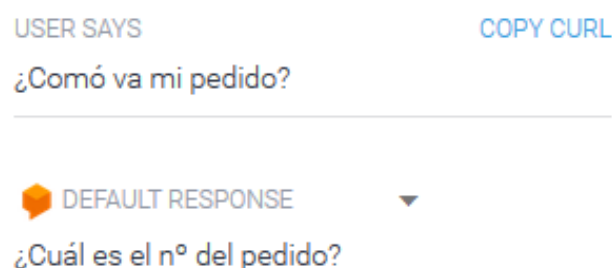 USER SAYS COPY CURL
¿Comó va mi pedido?
DEFAULT RESPONSE
¿Cuál es el nº del pedido?